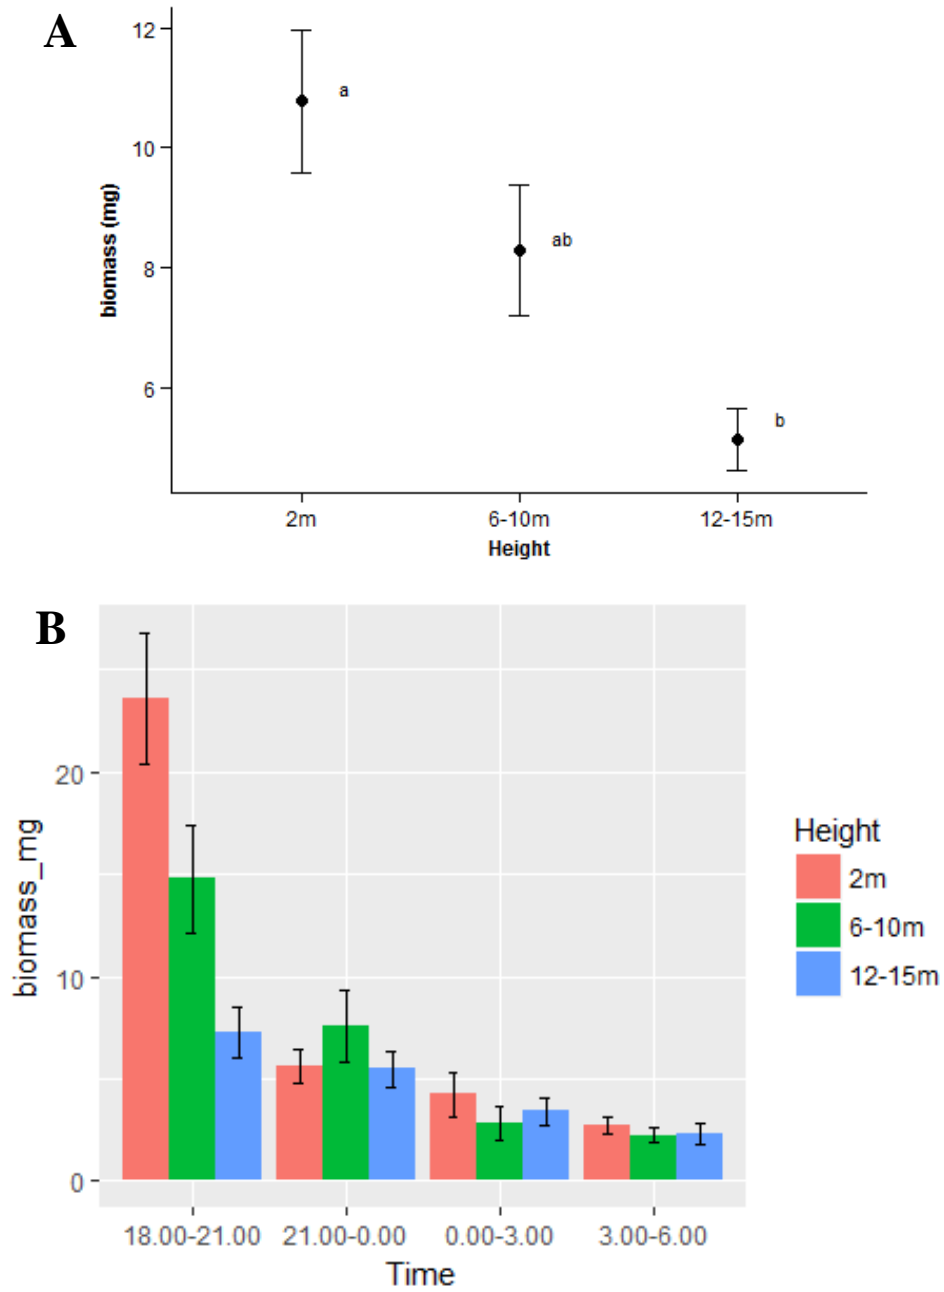 A
12
a
10
biomass (mg)
ab
8
6
b
2m 6-10m 12-15m
Height
B
20
biomass_mg
10
0
Height
2m
6-10m
12-15m
18.00-21.00 21.00-0.00 0.00-3.00 3.00-6.00
Time